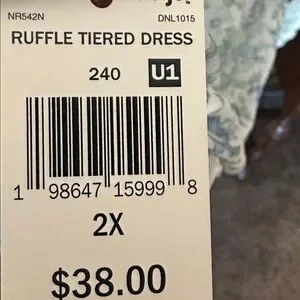 NR542N DNL1015
RUFFLE TIERED DRESS
240 U1
1 98647 15999 8
2X
$38.00